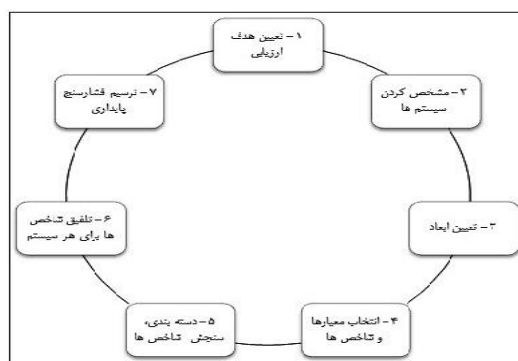 ۱- تعیین هدف
ارزیابی
۲- مشخص کردن
سیستم ها
۳- تعیین ابعاد
۴- انتخاب معیارها
و شاخص ها
۵- دسته بندی،
سنجش شاخص ها
۶- تلفیق شاخص
ها برای هر سیستم
۷- ترسیم فشارسنج
پایداری